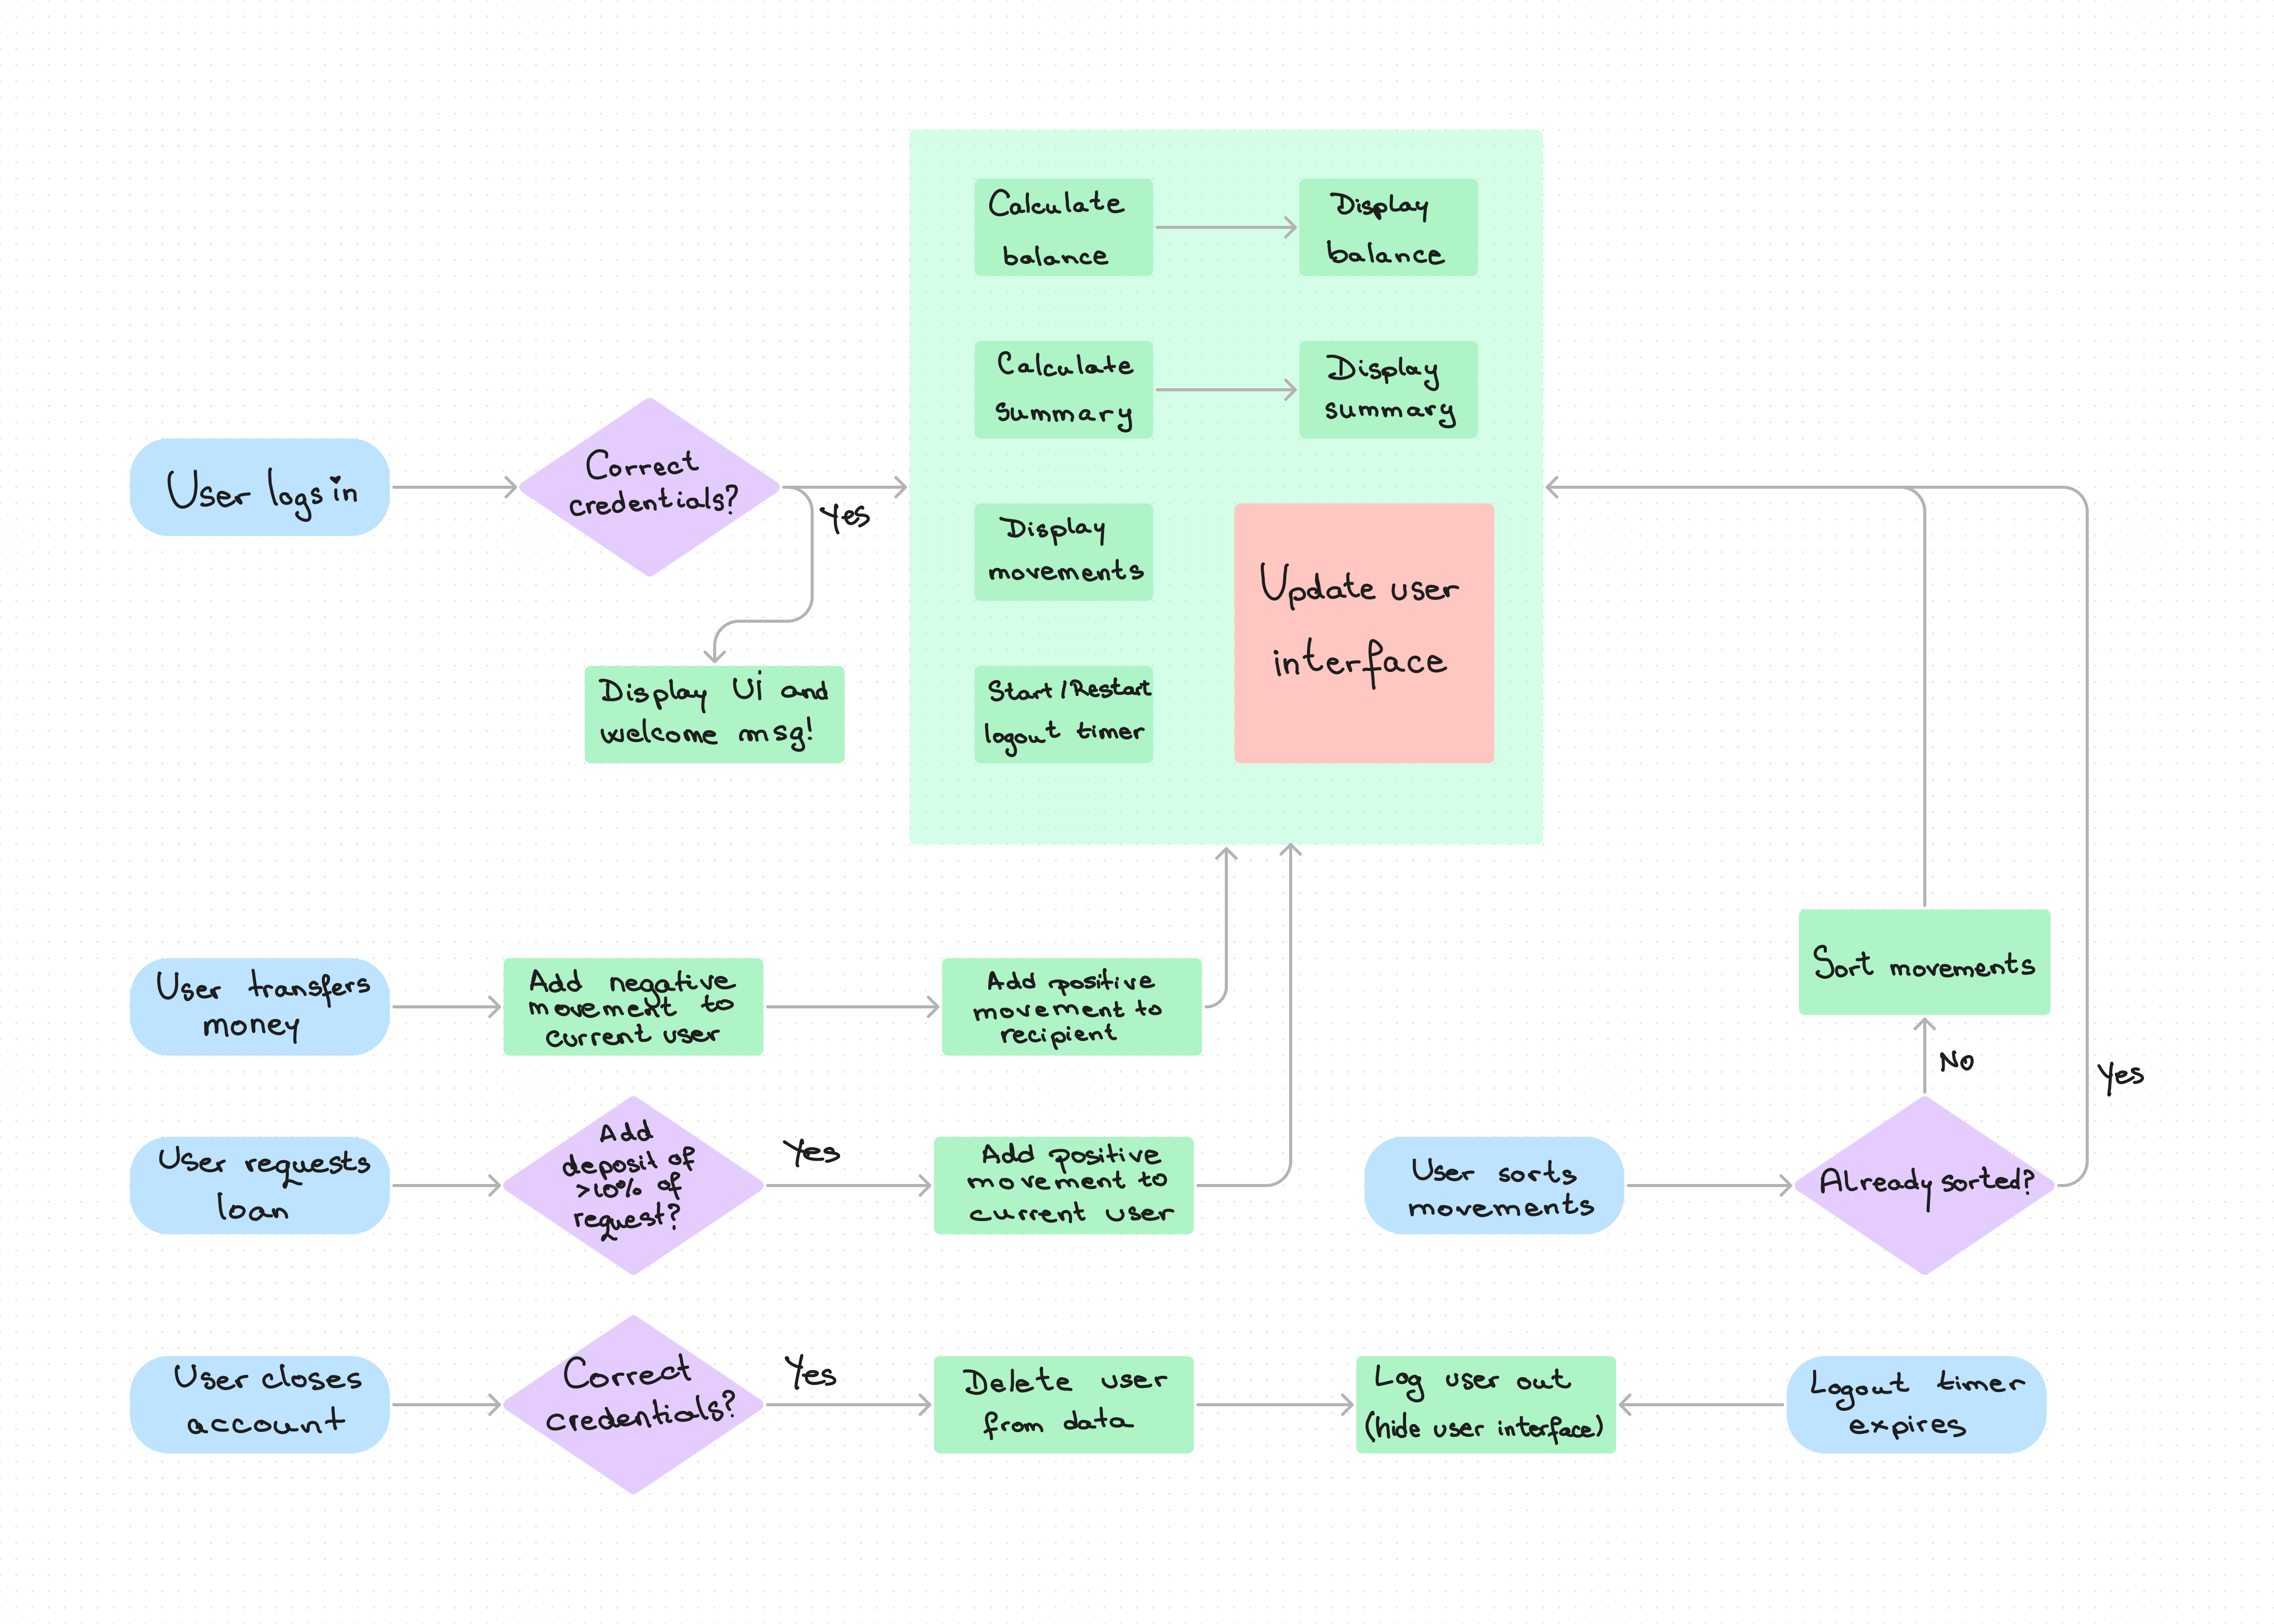 Calculate
balance
Display
balance
Calculate
summary
Display
summary
User logs in
Correct
credentials?
Yes
Display
movements
Update user
interface
Start/Restart
logout timer
Display Ui and
welcome msg!
User transfers
money
Add negative
movement to
current user
Add positive
movement to
recipient
Sort movements
No
Yes
User requests
loan
Add
deposit of
>10% of
request?
Yes
Add positive
movement to
current user
User sorts
movements
Already sorted?
User closes
account
Correct
credentials?
Yes
Delete user
from data
Log user out
(hide user interface)
Logout timer
expires